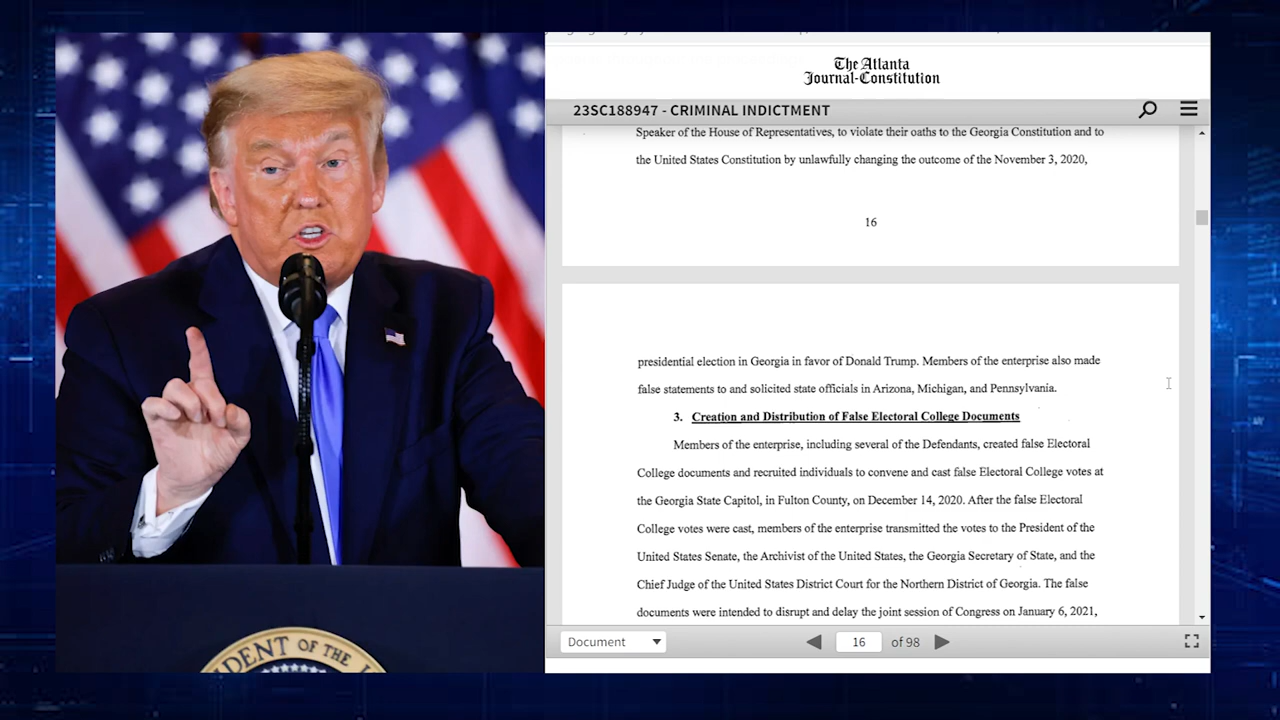 The Atlanta
Journal-Constitution
23SC188947 - CRIMINAL INDICTMENT
Speaker of the House of Representatives, to violate their oaths to the Georgia Constitution and to
the United States Constitution by unlawfully changing the outcome of the November 3, 2020,
16
presidential election in Georgia in favor of Donald Trump. Members of the enterprise also made
false statements to and solicited state officials in Arizona, Michigan, and Pennsylvania.
3. Creation and Distribution of False Electoral College Documents
Members of the enterprise, including several of the Defendants, created false Electoral
College documents and recruited individuals to convene and cast false Electoral College votes at
the Georgia State Capitol, in Fulton County, on December 14, 2020. After the false Electoral
College votes were cast, members of the enterprise transmitted the votes to the President of the
United States Senate, the Archivist of the United States, the Georgia Secretary of State, and the
Chief Judge of the United States District Court for the Northern District of Georgia. The false
documents were intended to disrupt and delay the joint session of Congress on January 6, 2021,
Document
16 of 98
DENT OF THE